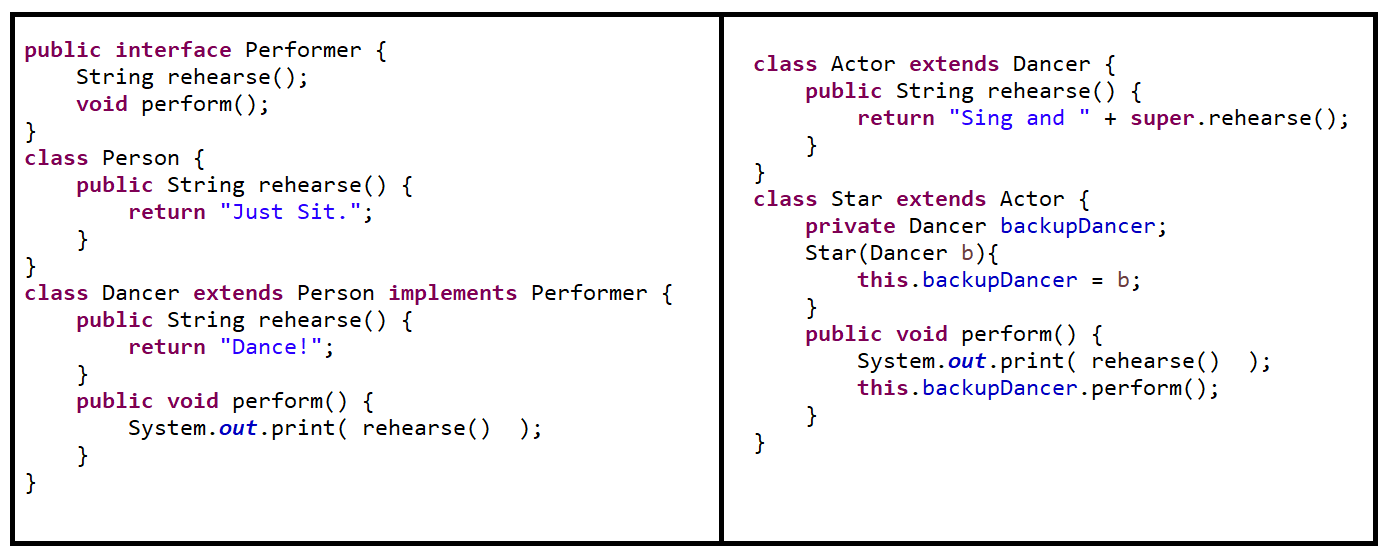 public interface Performer {
    String rehearse();
    void perform();
}
class Person {
    public String rehearse() {
        return "Just Sit.";
    }
}
class Dancer extends Person implements Performer {
    public String rehearse() {
        return "Dance!";
    }
    public void perform() {
        System.out.print( rehearse()  );
    }
}
class Actor extends Dancer {
    public String rehearse() {
        return "Sing and " + super.rehearse();
    }
}
class Star extends Actor {
    private Dancer backupDancer;
    Star(Dancer b){
        this.backupDancer = b;
    }
    public void perform() {
        System.out.print( rehearse()  );
        this.backupDancer.perform();
    }
}